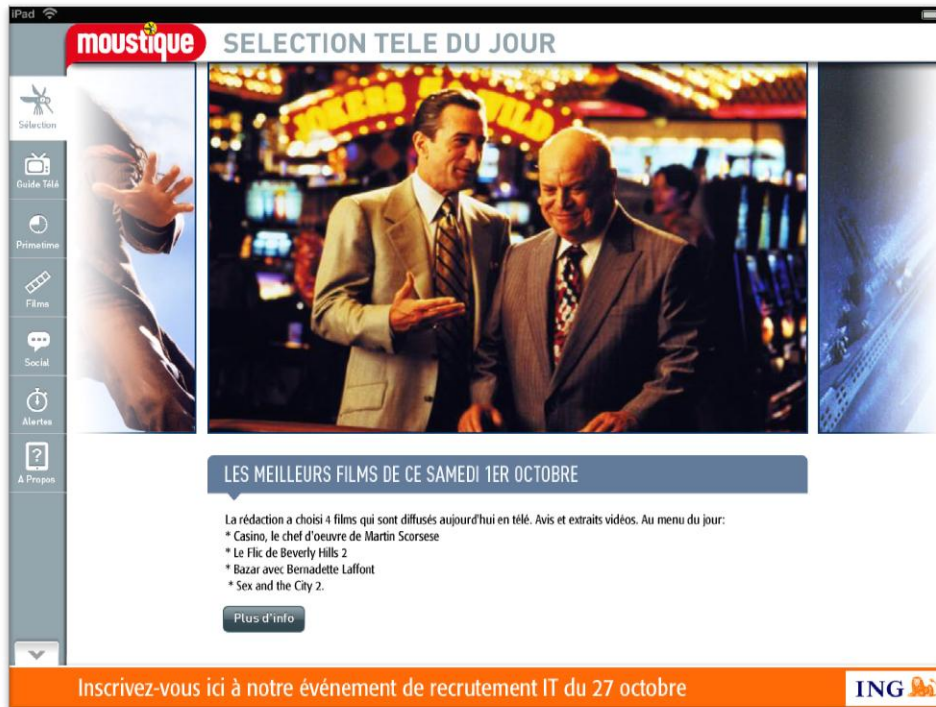 iPad
moustique
SELECTION TELE DU JOUR
JOKERS WILD
Sélection
Guide Télé
Primetime
Films
Social
Alertes
A Propos
LES MEILLEURS FILMS DE CE SAMEDI 1ER OCTOBRE
La rédaction a choisi 4 films qui sont diffusés aujourd'hui en télé. Avis et extraits vidéos. Au menu du jour:
* Casino, le chef d'oeuvre de Martin Scorsese
* Le Flic de Beverly Hills 2
* Bazar avec Bernadette Laffont
* Sex and the City 2.
Plus d'info
Inscrivez-vous ici à notre événement de recrutement IT du 27 octobre
ING